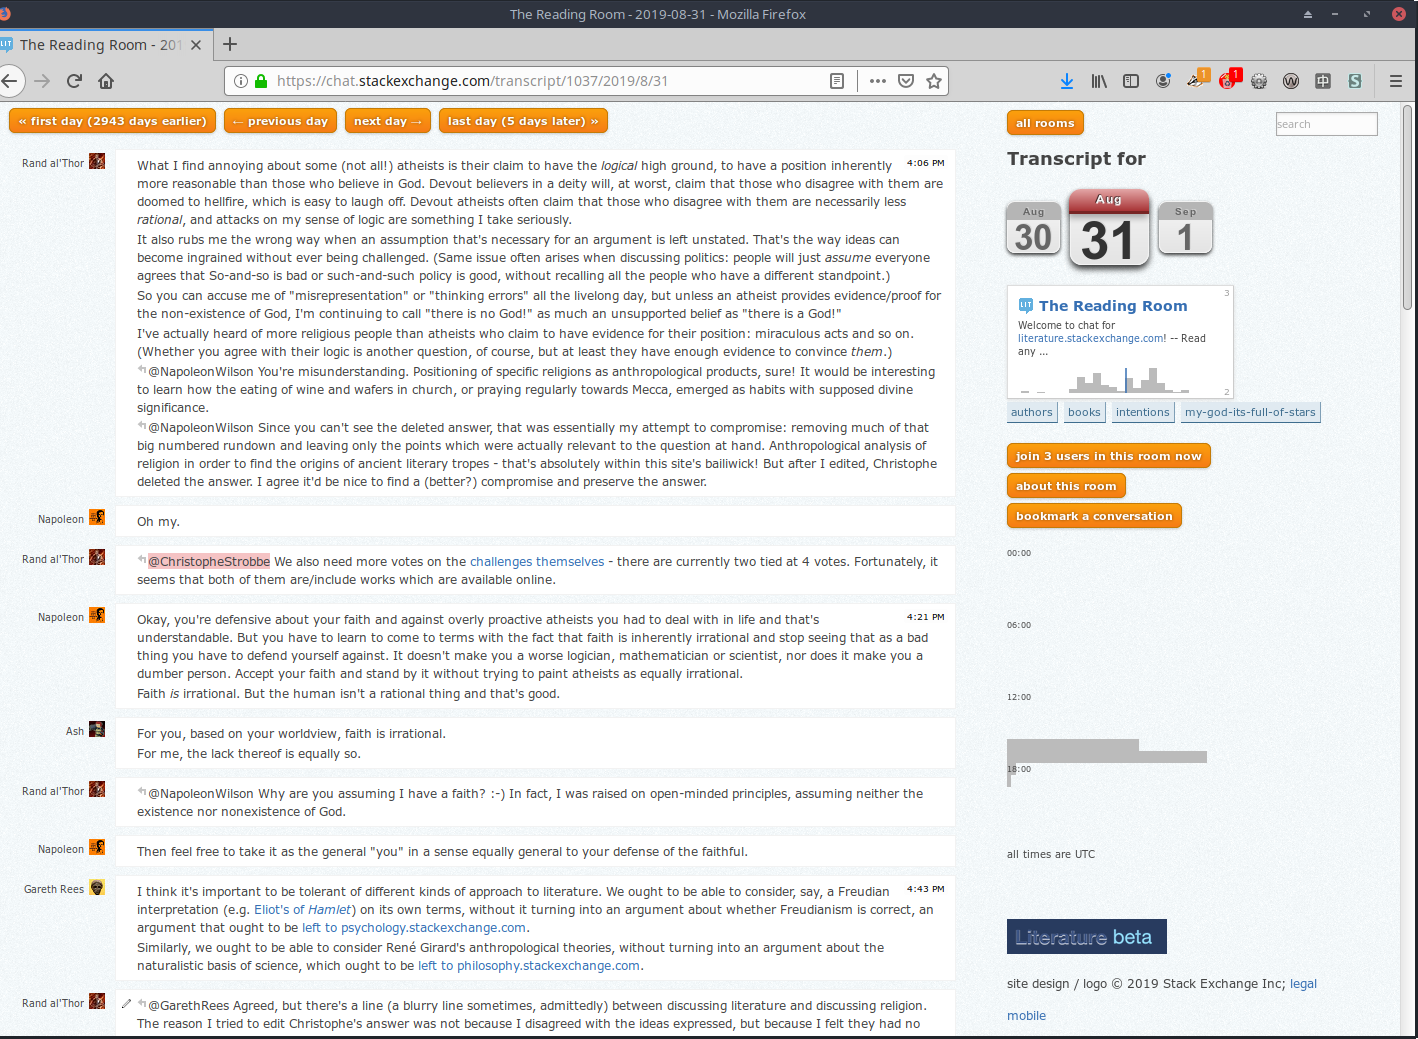 The Reading Room - 2019-08-31 - Mozilla Firefox
The Reading Room - 201
https://chat.stackexchange.com/transcript/1037/2019/8/31
1
1
« first day (2943 days earlier)
← previous day
next day →
last day (5 days later) »
all rooms
search
Rand al'Thor
4:06 PM
What I find annoying about some (not all!) atheists is their claim to have the logical high ground, to have a position inherently
more reasonable than those who believe in God. Devout believers in a deity will, at worst, claim that those who disagree with them are
doomed to hellfire, which is easy to laugh off. Devout atheists often claim that those who disagree with them are necessarily less
rational, and attacks on my sense of logic are something I take seriously.
It also rubs me the wrong way when an assumption that's necessary for an argument is left unstated. That's the way ideas can
become ingrained without ever being challenged. (Same issue often arises when discussing politics: people will just assume everyone
agrees that So-and-so is bad or such-and-such policy is good, without recalling all the people who have a different standpoint.)
So you can accuse me of "misrepresentation" or "thinking errors" all the livelong day, but unless an atheist provides evidence/proof for
the non-existence of God, I'm continuing to call "there is no God!" as much an unsupported belief as "there is a God!"
I've actually heard of more religious people than atheists who claim to have evidence for their position: miraculous acts and so on.
(Whether you agree with their logic is another question, of course, but at least they have enough evidence to convince them.)
@NapoleonWilson You're misunderstanding. Positioning of specific religions as anthropological products, sure! It would be interesting
to learn how the eating of wine and wafers in church, or praying regularly towards Mecca, emerged as habits with supposed divine
significance.
@NapoleonWilson Since you can't see the deleted answer, that was essentially my attempt to compromise: removing much of that
big numbered rundown and leaving only the points which were actually relevant to the question at hand. Anthropological analysis of
religion in order to find the origins of ancient literary tropes - that's absolutely within this site's bailiwick! But after I edited, Christophe
deleted the answer. I agree it'd be nice to find a (better?) compromise and preserve the answer.
Napoleon
Oh my.
Rand al'Thor
@ChristopheStrobbe We also need more votes on the challenges themselves - there are currently two tied at 4 votes. Fortunately, it
seems that both of them are/include works which are available online.
Napoleon
4:21 PM
Okay, you're defensive about your faith and against overly proactive atheists you had to deal with in life and that's
understandable. But you have to learn to come to terms with the fact that faith is inherently irrational and stop seeing that as a bad
thing you have to defend yourself against. It doesn't make you a worse logician, mathematician or scientist, nor does it make you a
dumber person. Accept your faith and stand by it without trying to paint atheists as equally irrational.
Faith is irrational. But the human isn't a rational thing and that's good.
Ash
For you, based on your worldview, faith is irrational.
For me, the lack thereof is equally so.
Rand al'Thor
@NapoleonWilson Why are you assuming I have a faith? :-) In fact, I was raised on open-minded principles, assuming neither the
existence nor nonexistence of God.
Napoleon
Then feel free to take it as the general "you" in a sense equally general to your defense of the faithful.
Gareth Rees
4:43 PM
I think it's important to be tolerant of different kinds of approach to literature. We ought to be able to consider, say, a Freudian
interpretation (e.g. Eliot's of Hamlet) on its own terms, without it turning into an argument about whether Freudianism is correct, an
argument that ought to be left to psychology.stackexchange.com.
Similarly, we ought to be able to consider René Girard's anthropological theories, without turning into an argument about the
naturalistic basis of science, which ought to be left to philosophy.stackexchange.com.
Rand al'Thor
@GarethRees Agreed, but there's a line (a blurry line sometimes, admittedly) between discussing literature and discussing religion.
The reason I tried to edit Christophe's answer was not because I disagreed with the ideas expressed, but because I felt they had no
Transcript for
Aug
30
Aug
31
Sep
1
3
LIT
The Reading Room
Welcome to chat for
literature.stackexchange.com! -- Read
any ...
2
authors
books
intentions
my-god-its-full-of-stars
join 3 users in this room now
about this room
bookmark a conversation
00:00
06:00
12:00
18:00
all times are UTC
Literature beta
site design / logo © 2019 Stack Exchange Inc; legal
mobile